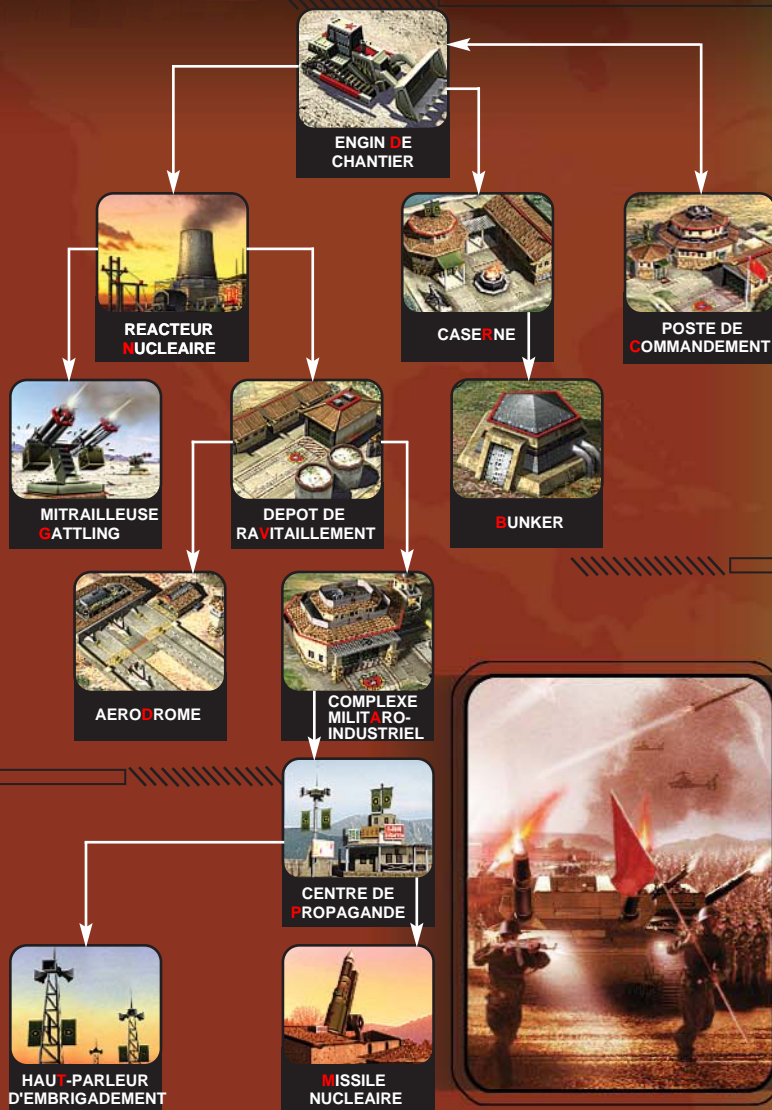 ENGIN DE
CHANTIER
REACTEUR
NUCLEAIRE
CASERNE
POSTE DE
COMMANDEMENT
MITRAILLEUSE
GATTLING
DEPOT DE
RAVITAILLEMENT
BUNKER
AERODROME
COMPLEXE
MILITARO-
INDUSTRIEL
CENTRE DE
PROPAGANDE
HAUT-PARLEUR
D'EMBRIGADEMENT
MISSILE
NUCLEAIRE